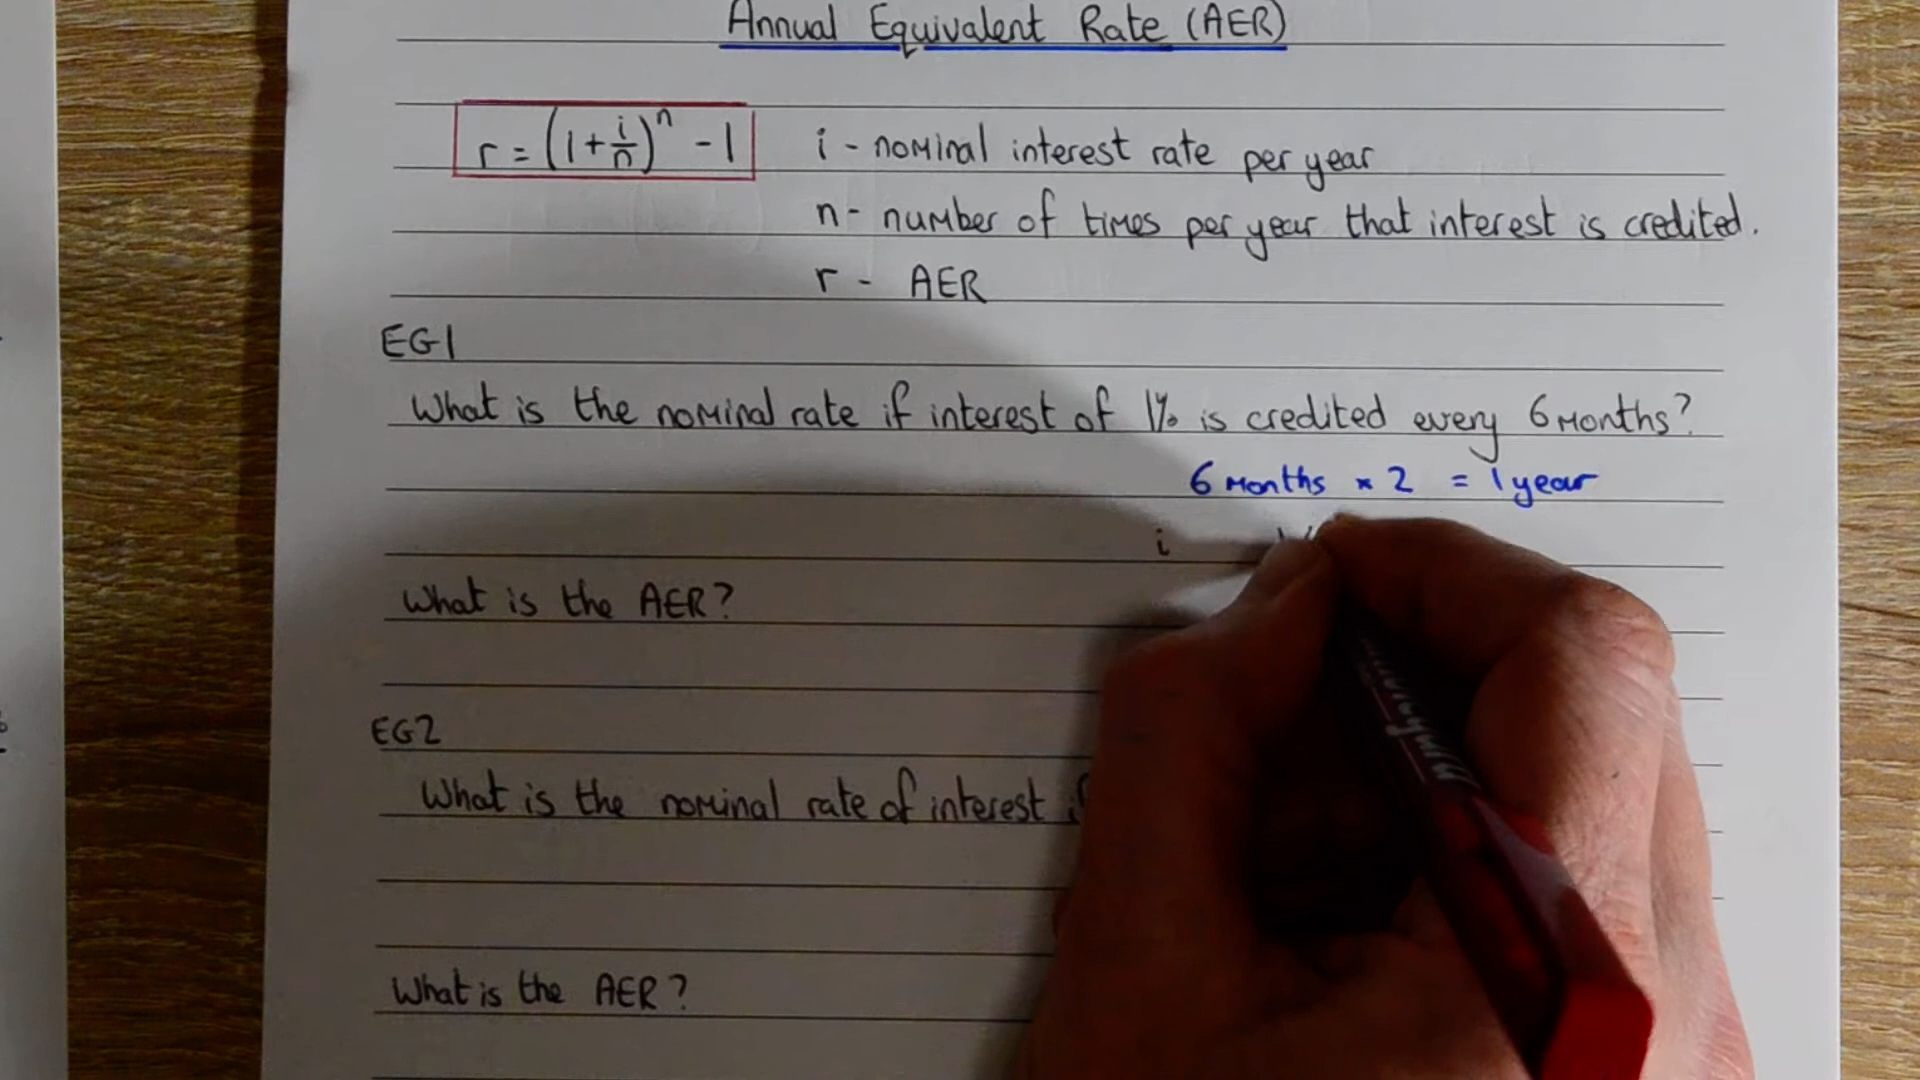 Annual Equivalent Rate (AER)
r = (1 + i/n)^n - 1
i - nominal interest rate per year
n - number of times per year that interest is credited.
r - AER
EG1
What is the nominal rate if interest of 1% is credited every 6 months?
6 months × 2 = 1 year
i
What is the AER?
EG2
What is the nominal rate of interest
What is the AER?